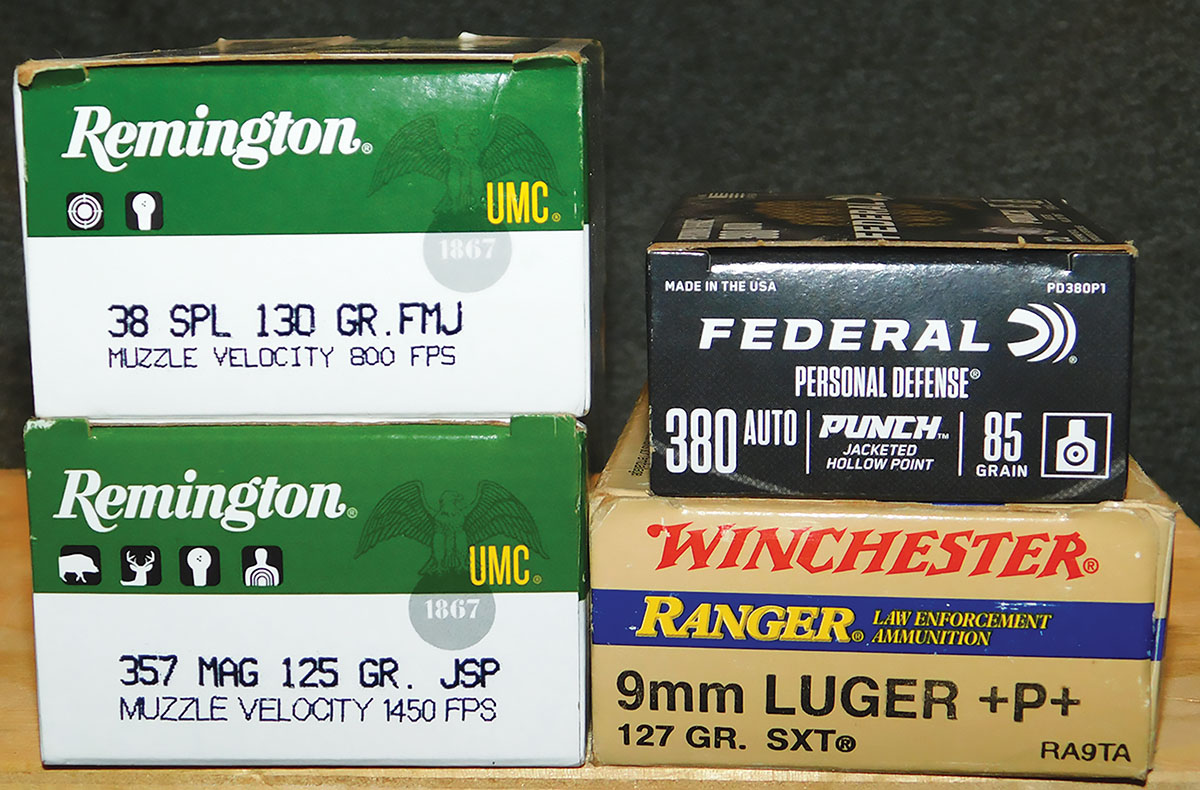 Remington®
UMC®
1867
38 SPL 130 GR. FMJ
MUZZLE VELOCITY 800 FPS
Remington®
UMC®
1867
357 MAG 125 GR. JSP
MUZZLE VELOCITY 1450 FPS
FEDERAL
MADE IN THE USA
PD380P1
FEDERAL®
PERSONAL DEFENSE®
380 AUTO
PUNCH™
JACKETED
HOLLOW POINT
85
GRAIN
WINCHESTER®
RANGER®
LAW ENFORCEMENT
AMMUNITION
9mm LUGER +P+
127 GR. SXT®
RA9TA